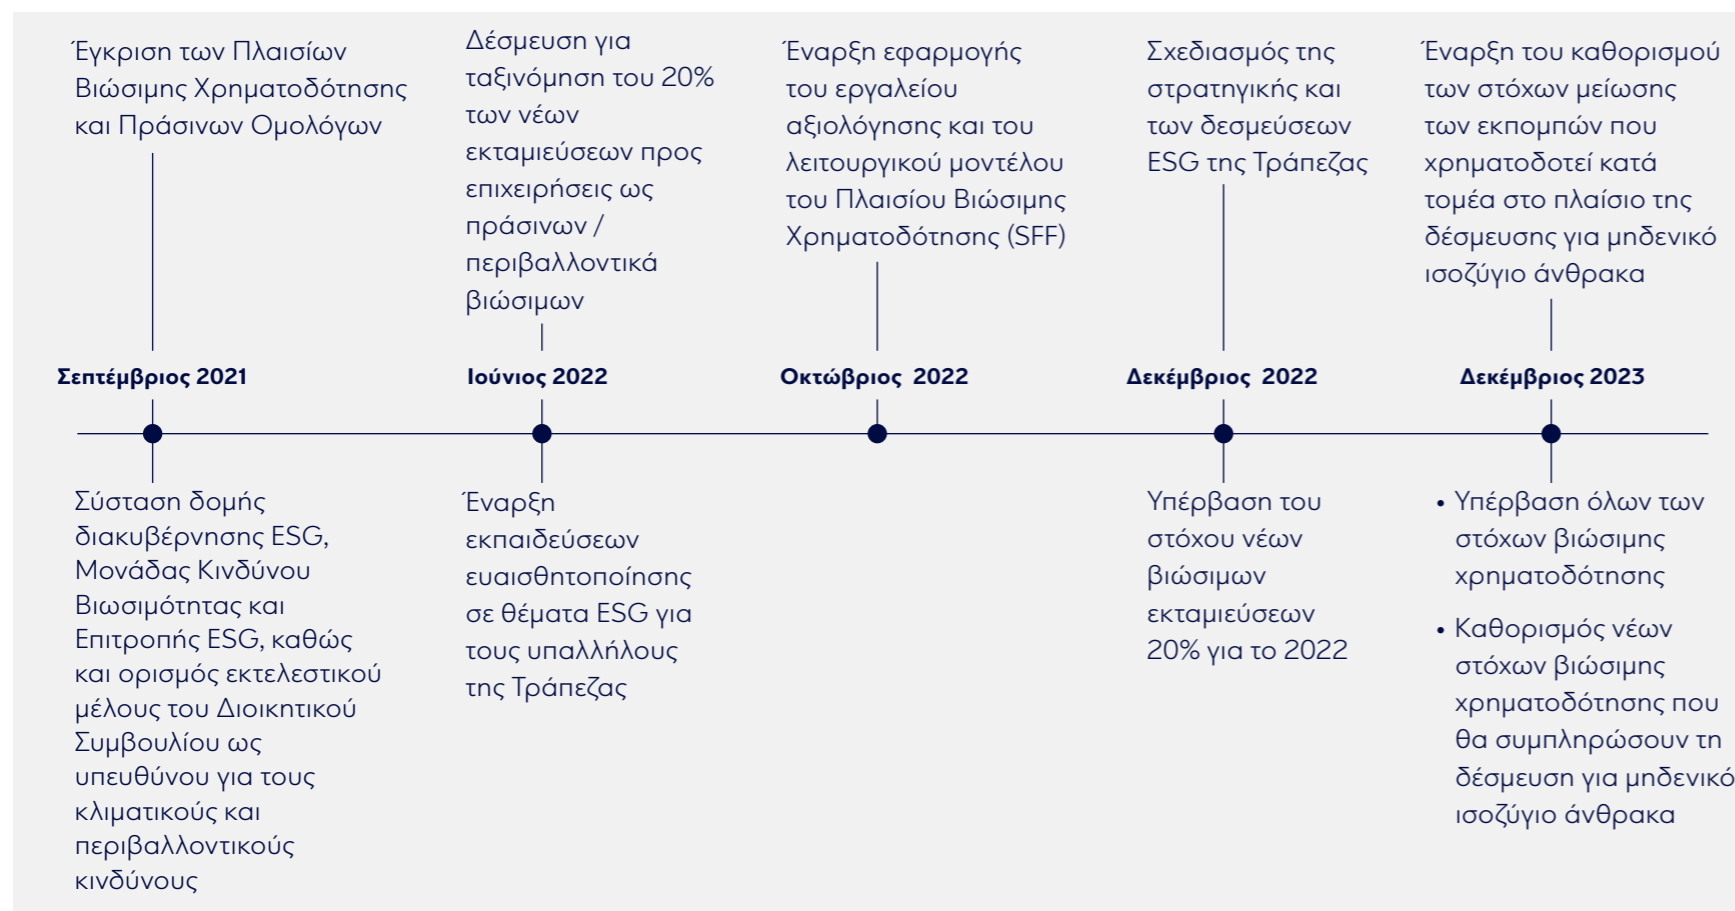 Έγκριση των Πλαισίων
Βιώσιμης Χρηματοδότησης
και Πράσινων Ομολόγων
Δέσμευση για
ταξινόμηση του 20%
των νέων
εκταμιεύσεων προς
επιχειρήσεις ως
πράσινων /
περιβαλλοντικά
βιώσιμων
Έναρξη εφαρμογής
του εργαλείου
αξιολόγησης και του
λειτουργικού μοντέλου
του Πλαισίου Βιώσιμης
Χρηματοδότησης (SFF)
Σχεδιασμός της
στρατηγικής και
των δεσμεύσεων
ESG της Τράπεζας
Έναρξη του καθορισμού
των στόχων μείωσης
των εκπομπών που
χρηματοδοτεί κατά
τομέα στο πλαίσιο της
δέσμευσης για μηδενικό
ισοζύγιο άνθρακα
Σεπτέμβριος 2021
Ιούνιος 2022
Οκτώβριος 2022
Δεκέμβριος 2022
Δεκέμβριος 2023
Σύσταση δομής
διακυβέρνησης ESG,
Μονάδας Κινδύνου
Βιωσιμότητας και
Επιτροπής ESG, καθώς
και ορισμός εκτελεστικού
μέλους του Διοικητικού
Συμβουλίου ως
υπευθύνου για τους
κλιματικούς και
περιβαλλοντικούς
κινδύνους
Έναρξη
εκπαιδεύσεων
ευαισθητοποίησης
σε θέματα ESG για
τους υπαλλήλους
της Τράπεζας
Υπέρβαση του
στόχου νέων
βιώσιμων
εκταμιεύσεων
20% για το 2022
• Υπέρβαση όλων των
στόχων βιώσιμης
χρηματοδότησης
• Καθορισμός νέων
στόχων βιώσιμης
χρηματοδότησης που
θα συμπληρώσουν τη
δέσμευση για μηδενικό
ισοζύγιο άνθρακα